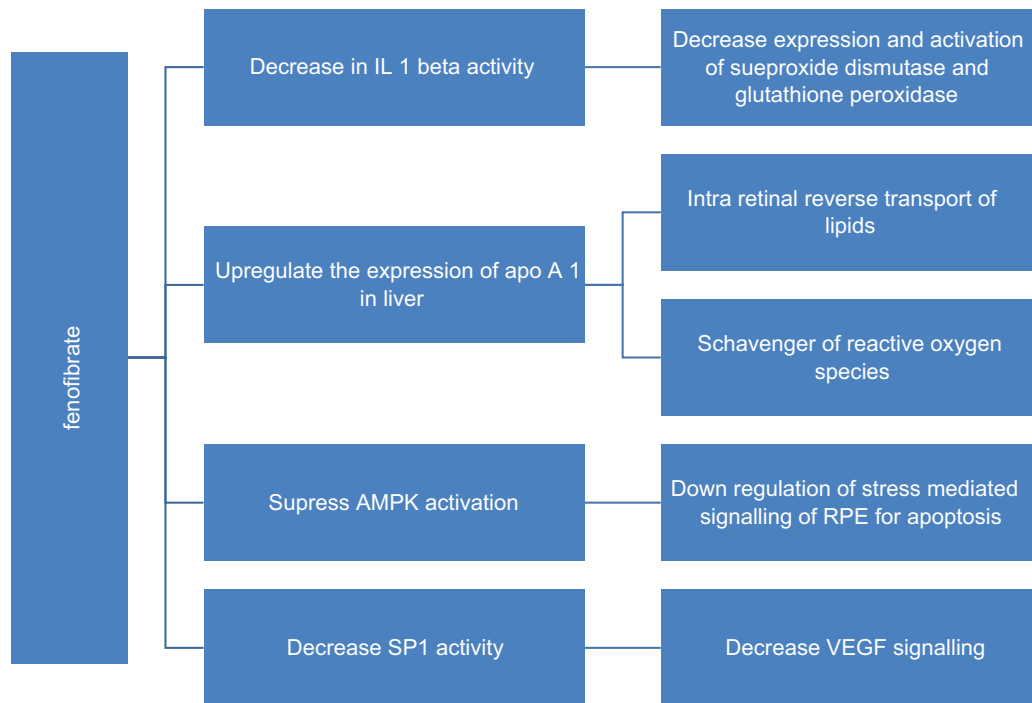 fenofibrate
Decrease in IL 1 beta activity
Decrease expression and activation
of sueproxide dismutase and
glutathione peroxidase
Upregulate the expression of apo A 1
in liver
Intra retinal reverse transport of
lipids
Schavenger of reactive oxygen
species
Supress AMPK activation
Down regulation of stress mediated
signalling of RPE for apoptosis
Decrease SP1 activity
Decrease VEGF signalling